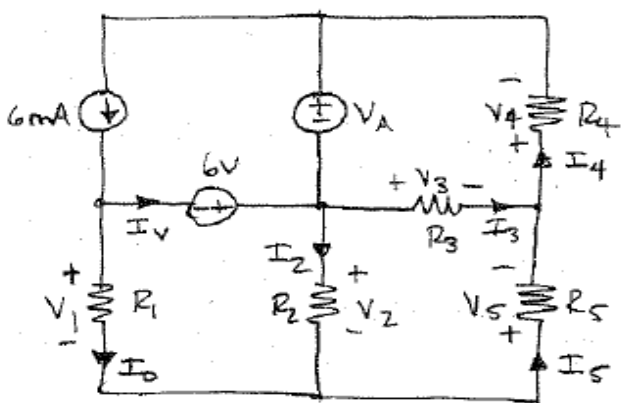 6mA
+
-
VA
-
V4
R4
+
I4
6V
- +
+ V3 -
Iv
R3
I3
+
V1
R1
-
I0
I2
+
R2
V2
-
-
V5
R5
+
I5